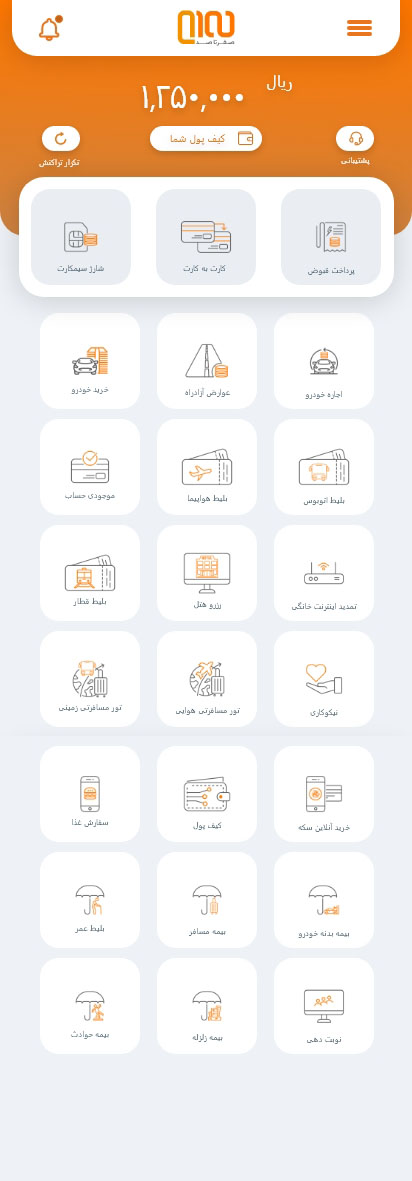 صفر تا صد
ریال
۱,۲۵۰,۰۰۰
پشتیبانی
کیف پول شما
تکرار تراکنش
پرداخت قبوض
کارت به کارت
شارژ سیمکارت
اجاره خودرو
عوارض آزادراه
خرید خودرو
بلیط اتوبوس
بلیط هواپیما
موجودی حساب
تمدید اینترنت خانگی
رزرو هتل
بلیط قطار
نیکوکاری
تور مسافرتی هوایی
تور مسافرتی زمینی
خرید آنلاین سکه
کیف پول
سفارش غذا
بیمه بدنه خودرو
بیمه مسافر
بلیط عمر
نوبت دهی
بیمه زلزله
بیمه حوادث